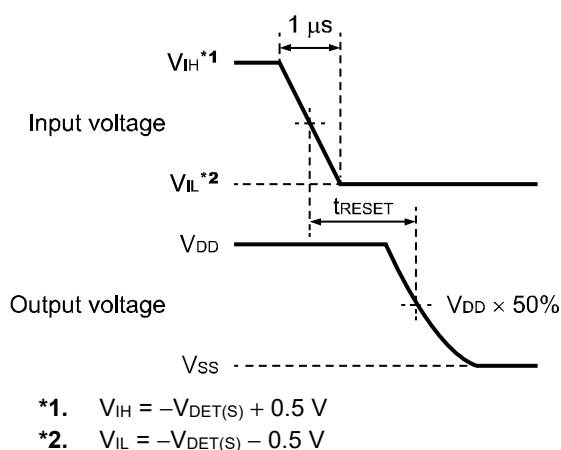 1 μs
VIH*1
Input voltage
VIL*2
tRESET
VDD
Output voltage
VDD × 50%
VSS
*1. VIH = −VDET(S) + 0.5 V
*2. VIL = −VDET(S) − 0.5 V